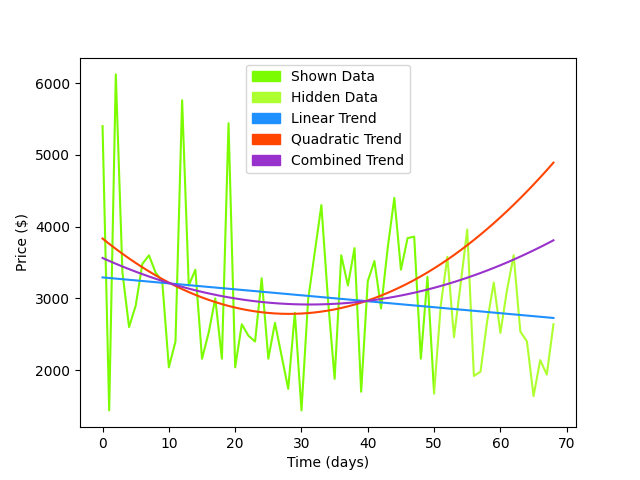 Shown Data
Hidden Data
Linear Trend
Quadratic Trend
Combined Trend
6000
5000
4000
3000
2000
Price ($)
0 10 20 30 40 50 60 70
Time (days)